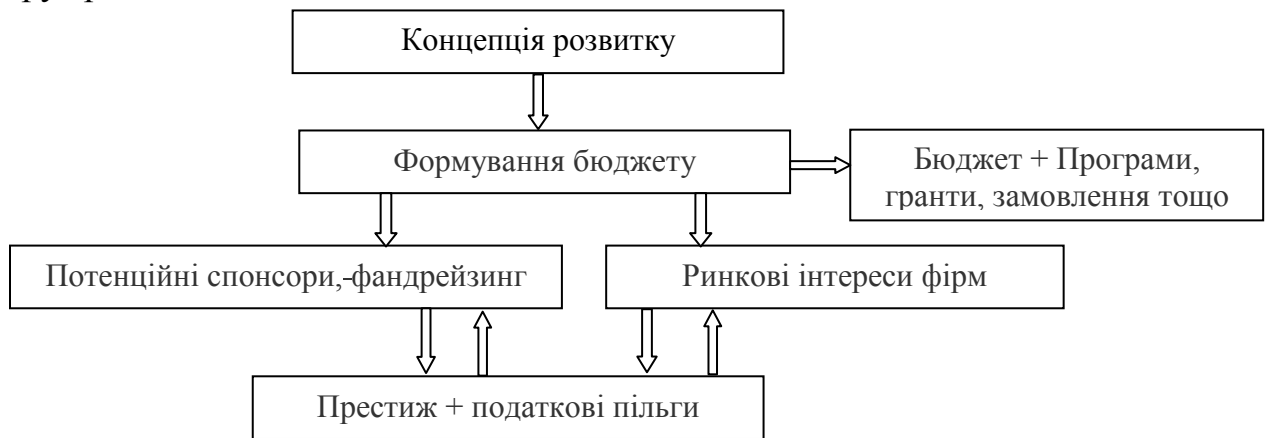 Концепція розвитку
Формування бюджету
Бюджет + Програми,
гранти, замовлення тощо
Потенційні спонсори,-фандрейзинг
Ринкові інтереси фірм
Престиж + податкові пільги